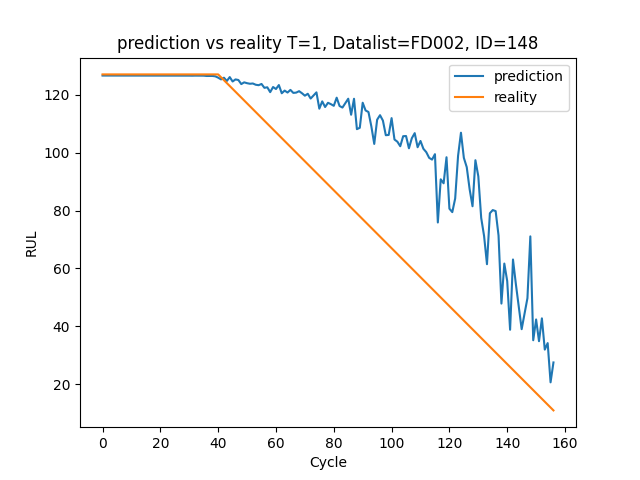 prediction vs reality T=1, Datalist=FD002, ID=148
prediction
reality
120
100
80
60
40
20
RUL
0 20 40 60 80 100 120 140 160
Cycle